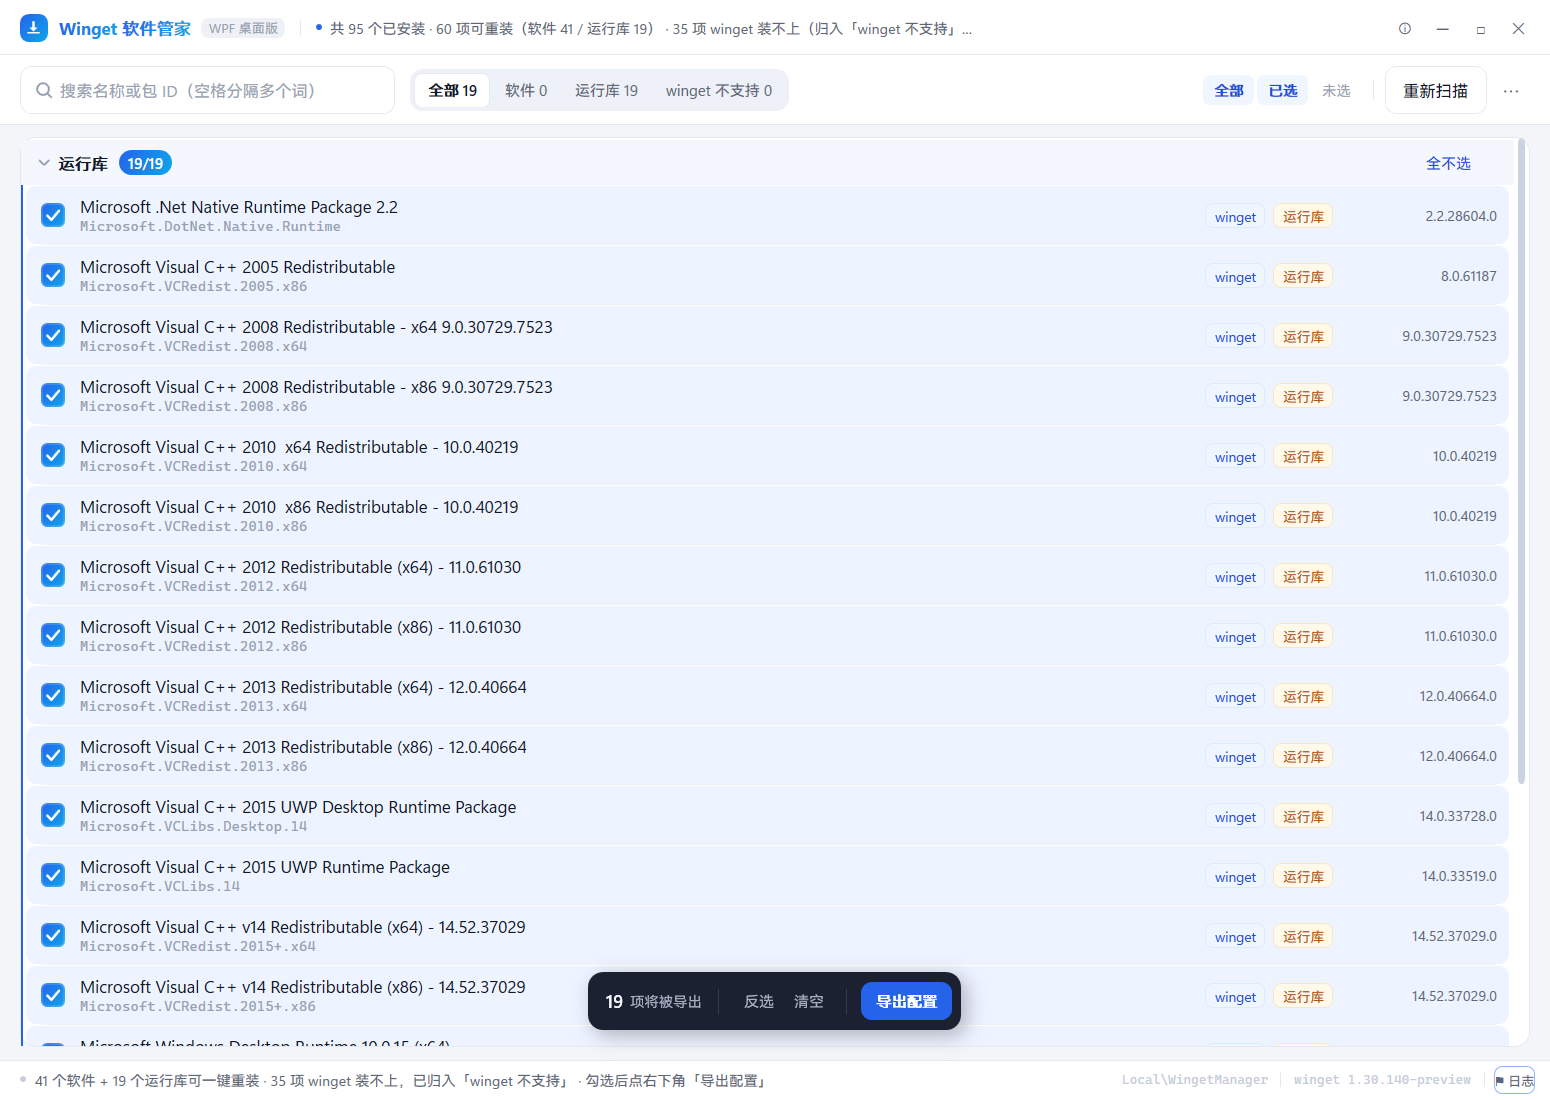 Winget 软件管家 WPF 桌面版 共 95 个已安装 · 60 项可重装（软件 41 / 运行库 19） · 35 项 winget 装不上（归入「winget 不支持」...
搜索名称或包 ID（空格分隔多个词） 全部 19 软件 0 运行库 19 winget 不支持 0 全部 已选 未选 重新扫描 ...
运行库 19/19 全不选
Microsoft .Net Native Runtime Package 2.2
Microsoft.DotNet.Native.Runtime
winget 运行库 2.2.28604.0
Microsoft Visual C++ 2005 Redistributable
Microsoft.VCRedist.2005.x86
winget 运行库 8.0.61187
Microsoft Visual C++ 2008 Redistributable - x64 9.0.30729.7523
Microsoft.VCRedist.2008.x64
winget 运行库 9.0.30729.7523
Microsoft Visual C++ 2008 Redistributable - x86 9.0.30729.7523
Microsoft.VCRedist.2008.x86
winget 运行库 9.0.30729.7523
Microsoft Visual C++ 2010  x64 Redistributable - 10.0.40219
Microsoft.VCRedist.2010.x64
winget 运行库 10.0.40219
Microsoft Visual C++ 2010  x86 Redistributable - 10.0.40219
Microsoft.VCRedist.2010.x86
winget 运行库 10.0.40219
Microsoft Visual C++ 2012 Redistributable (x64) - 11.0.61030
Microsoft.VCRedist.2012.x64
winget 运行库 11.0.61030.0
Microsoft Visual C++ 2012 Redistributable (x86) - 11.0.61030
Microsoft.VCRedist.2012.x86
winget 运行库 11.0.61030.0
Microsoft Visual C++ 2013 Redistributable (x64) - 12.0.40664
Microsoft.VCRedist.2013.x64
winget 运行库 12.0.40664.0
Microsoft Visual C++ 2013 Redistributable (x86) - 12.0.40664
Microsoft.VCRedist.2013.x86
winget 运行库 12.0.40664.0
Microsoft Visual C++ 2015 UWP Desktop Runtime Package
Microsoft.VCLibs.Desktop.14
winget 运行库 14.0.33728.0
Microsoft Visual C++ 2015 UWP Runtime Package
Microsoft.VCLibs.14
winget 运行库 14.0.33519.0
Microsoft Visual C++ v14 Redistributable (x64) - 14.52.37029
Microsoft.VCRedist.2015+.x64
winget 运行库 14.52.37029.0
Microsoft Visual C++ v14 Redistributable (x86) - 14.52.37029
Microsoft.VCRedist.2015+.x86
winget 运行库 14.52.37029.0
Microsoft Windows Desktop Runtime 10.0.15 (x64)
19 项将被导出 反选 清空 导出配置
41 个软件 + 19 个运行库可一键重装 · 35 项 winget 装不上，已归入「winget 不支持」 · 勾选后点右下角「导出配置」 Local\WingetManager winget 1.30.140-preview 日志